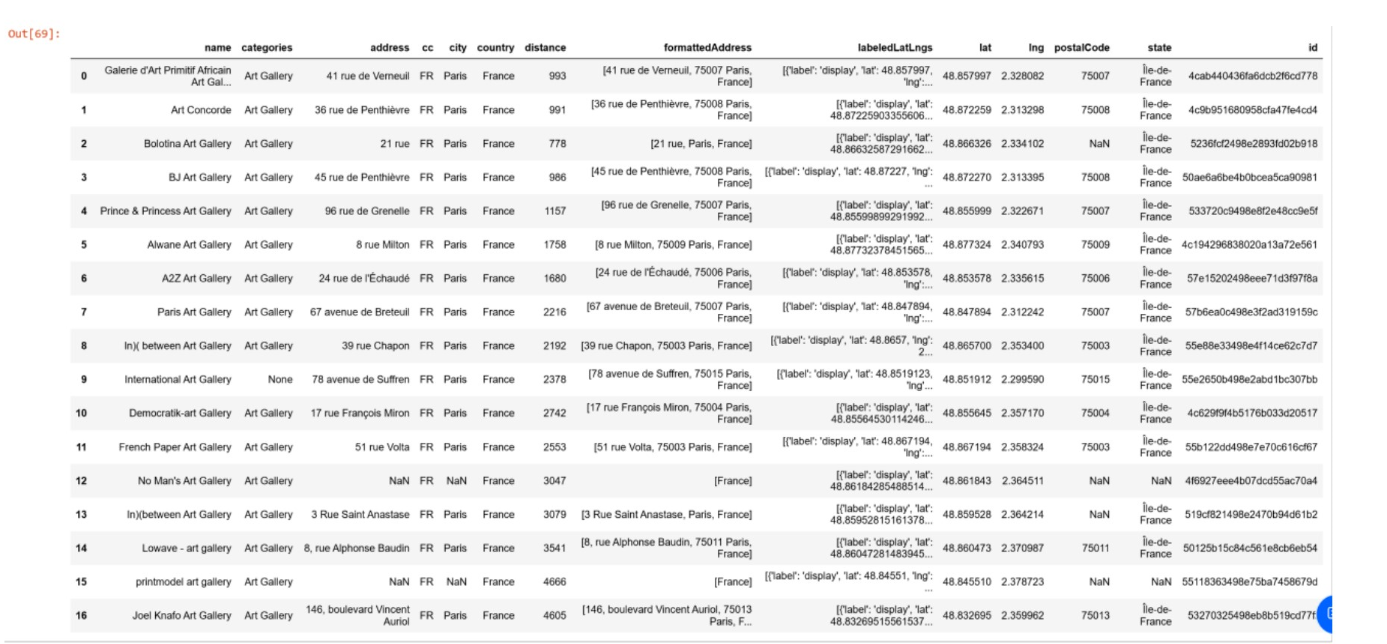 Out[69]:
name categories address cc city country distance formattedAddress labeledLatLngs lat lng postalCode state id
0 Galerie d'Art Primitif Africain Art Gal... Art Gallery 41 rue de Verneuil FR Paris France 993 [41 rue de Verneuil, 75007 Paris, France] [{'label': 'display', 'lat': 48.857997, 'lng':... 48.857997 2.328082 75007 Île-de-France 4cab440436fa6dcb2f6cd778
1 Art Concorde Art Gallery 36 rue de Penthièvre FR Paris France 991 [36 rue de Penthièvre, 75008 Paris, France] [{'label': 'display', 'lat': 48.87225903355606... 48.872259 2.313298 75008 Île-de-France 4c9b951680958cfa47fe4cd4
2 Bolotina Art Gallery Art Gallery 21 rue FR Paris France 778 [21 rue, Paris, France] [{'label': 'display', 'lat': 48.86632587291662... 48.866326 2.334102 NaN Île-de-France 5236fcf2498e2893fd02b918
3 BJ Art Gallery Art Gallery 45 rue de Penthièvre FR Paris France 986 [45 rue de Penthièvre, 75008 Paris, France] [{'label': 'display', 'lat': 48.87227, 'lng': ... 48.872270 2.313395 75008 Île-de-France 50ae6a6be4b0bcea5ca90981
4 Prince & Princess Art Gallery Art Gallery 96 rue de Grenelle FR Paris France 1157 [96 rue de Grenelle, 75007 Paris, France] [{'label': 'display', 'lat': 48.85599899291992... 48.855999 2.322671 75007 Île-de-France 533720c9498e8f2e48cc9e5f
5 Alwane Art Gallery Art Gallery 8 rue Milton FR Paris France 1758 [8 rue Milton, 75009 Paris, France] [{'label': 'display', 'lat': 48.87732378451565... 48.877324 2.340793 75009 Île-de-France 4c194296838020a13a72e561
6 A2Z Art Gallery Art Gallery 24 rue de l'Échaudé FR Paris France 1680 [24 rue de l'Échaudé, 75006 Paris, France] [{'label': 'display', 'lat': 48.853578, 'lng':... 48.853578 2.335615 75006 Île-de-France 57e15202498eee71d3f97f8a
7 Paris Art Gallery Art Gallery 67 avenue de Breteuil FR Paris France 2216 [67 avenue de Breteuil, 75007 Paris, France] [{'label': 'display', 'lat': 48.847894, 'lng':... 48.847894 2.312242 75007 Île-de-France 57b6ea0c498e3f2ad319159c
8 In)( between Art Gallery Art Gallery 39 rue Chapon FR Paris France 2192 [39 rue Chapon, 75003 Paris, France] [{'label': 'display', 'lat': 48.8657, 'lng': 2... 48.865700 2.353400 75003 Île-de-France 55e88e33498e4f14ce62c7d7
9 International Art Gallery None 78 avenue de Suffren FR Paris France 2378 [78 avenue de Suffren, 75015 Paris, France] [{'label': 'display', 'lat': 48.8519123, 'lng'... 48.851912 2.299590 75015 Île-de-France 55e2650b498e2abd1bc307bb
10 Democratik-art Gallery Art Gallery 17 rue François Miron FR Paris France 2742 [17 rue François Miron, 75004 Paris, France] [{'label': 'display', 'lat': 48.85564530114246... 48.855645 2.357170 75004 Île-de-France 4c629f9f4b5176b033d20517
11 French Paper Art Gallery Art Gallery 51 rue Volta FR Paris France 2553 [51 rue Volta, 75003 Paris, France] [{'label': 'display', 'lat': 48.867194, 'lng':... 48.867194 2.358324 75003 Île-de-France 55b122dd498e7e70c616cf67
12 No Man's Art Gallery Art Gallery NaN FR NaN France 3047 [France] [{'label': 'display', 'lat': 48.86184285488514... 48.861843 2.364511 NaN NaN 4f6927eee4b07dcd55ac70a4
13 In)(between Art Gallery Art Gallery 3 Rue Saint Anastase FR Paris France 3079 [3 Rue Saint Anastase, Paris, France] [{'label': 'display', 'lat': 48.85952815161378... 48.859528 2.364214 NaN Île-de-France 519cf821498e2470b94d61b2
14 Lowave - art gallery Art Gallery 8, rue Alphonse Baudin FR Paris France 3541 [8, rue Alphonse Baudin, 75011 Paris, France] [{'label': 'display', 'lat': 48.86047281483945... 48.860473 2.370987 75011 Île-de-France 50125b15c84c561e8cb6eb54
15 printmodel art gallery Art Gallery NaN FR NaN France 4666 [France] [{'label': 'display', 'lat': 48.84551, 'lng': ... 48.845510 2.378723 NaN NaN 55118363498e75ba7458679d
16 Joel Knafo Art Gallery Art Gallery 146, boulevard Vincent Auriol FR Paris France 4605 [146, boulevard Vincent Auriol, 75013 Paris, F... [{'label': 'display', 'lat': 48.83269515561537... 48.832695 2.359962 75013 Île-de-France